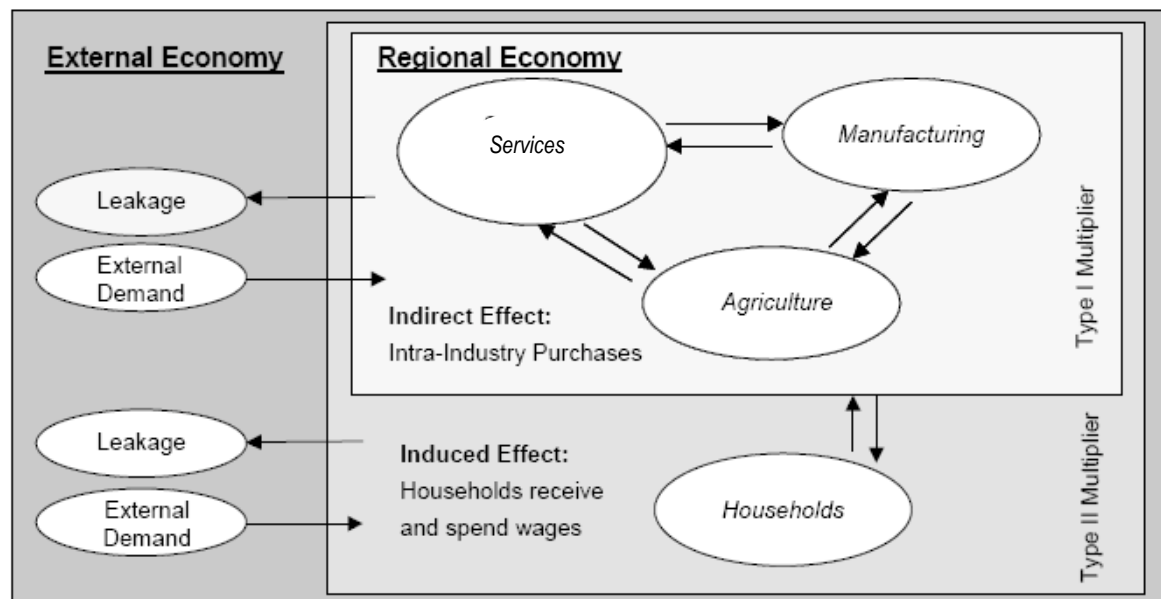 External Economy
Regional Economy
Services
Manufacturing
Leakage
External
Demand
Agriculture
Indirect Effect:
Intra-Industry Purchases
Type I Multiplier
Leakage
External
Demand
Induced Effect:
Households receive
and spend wages
Households
Type II Multiplier